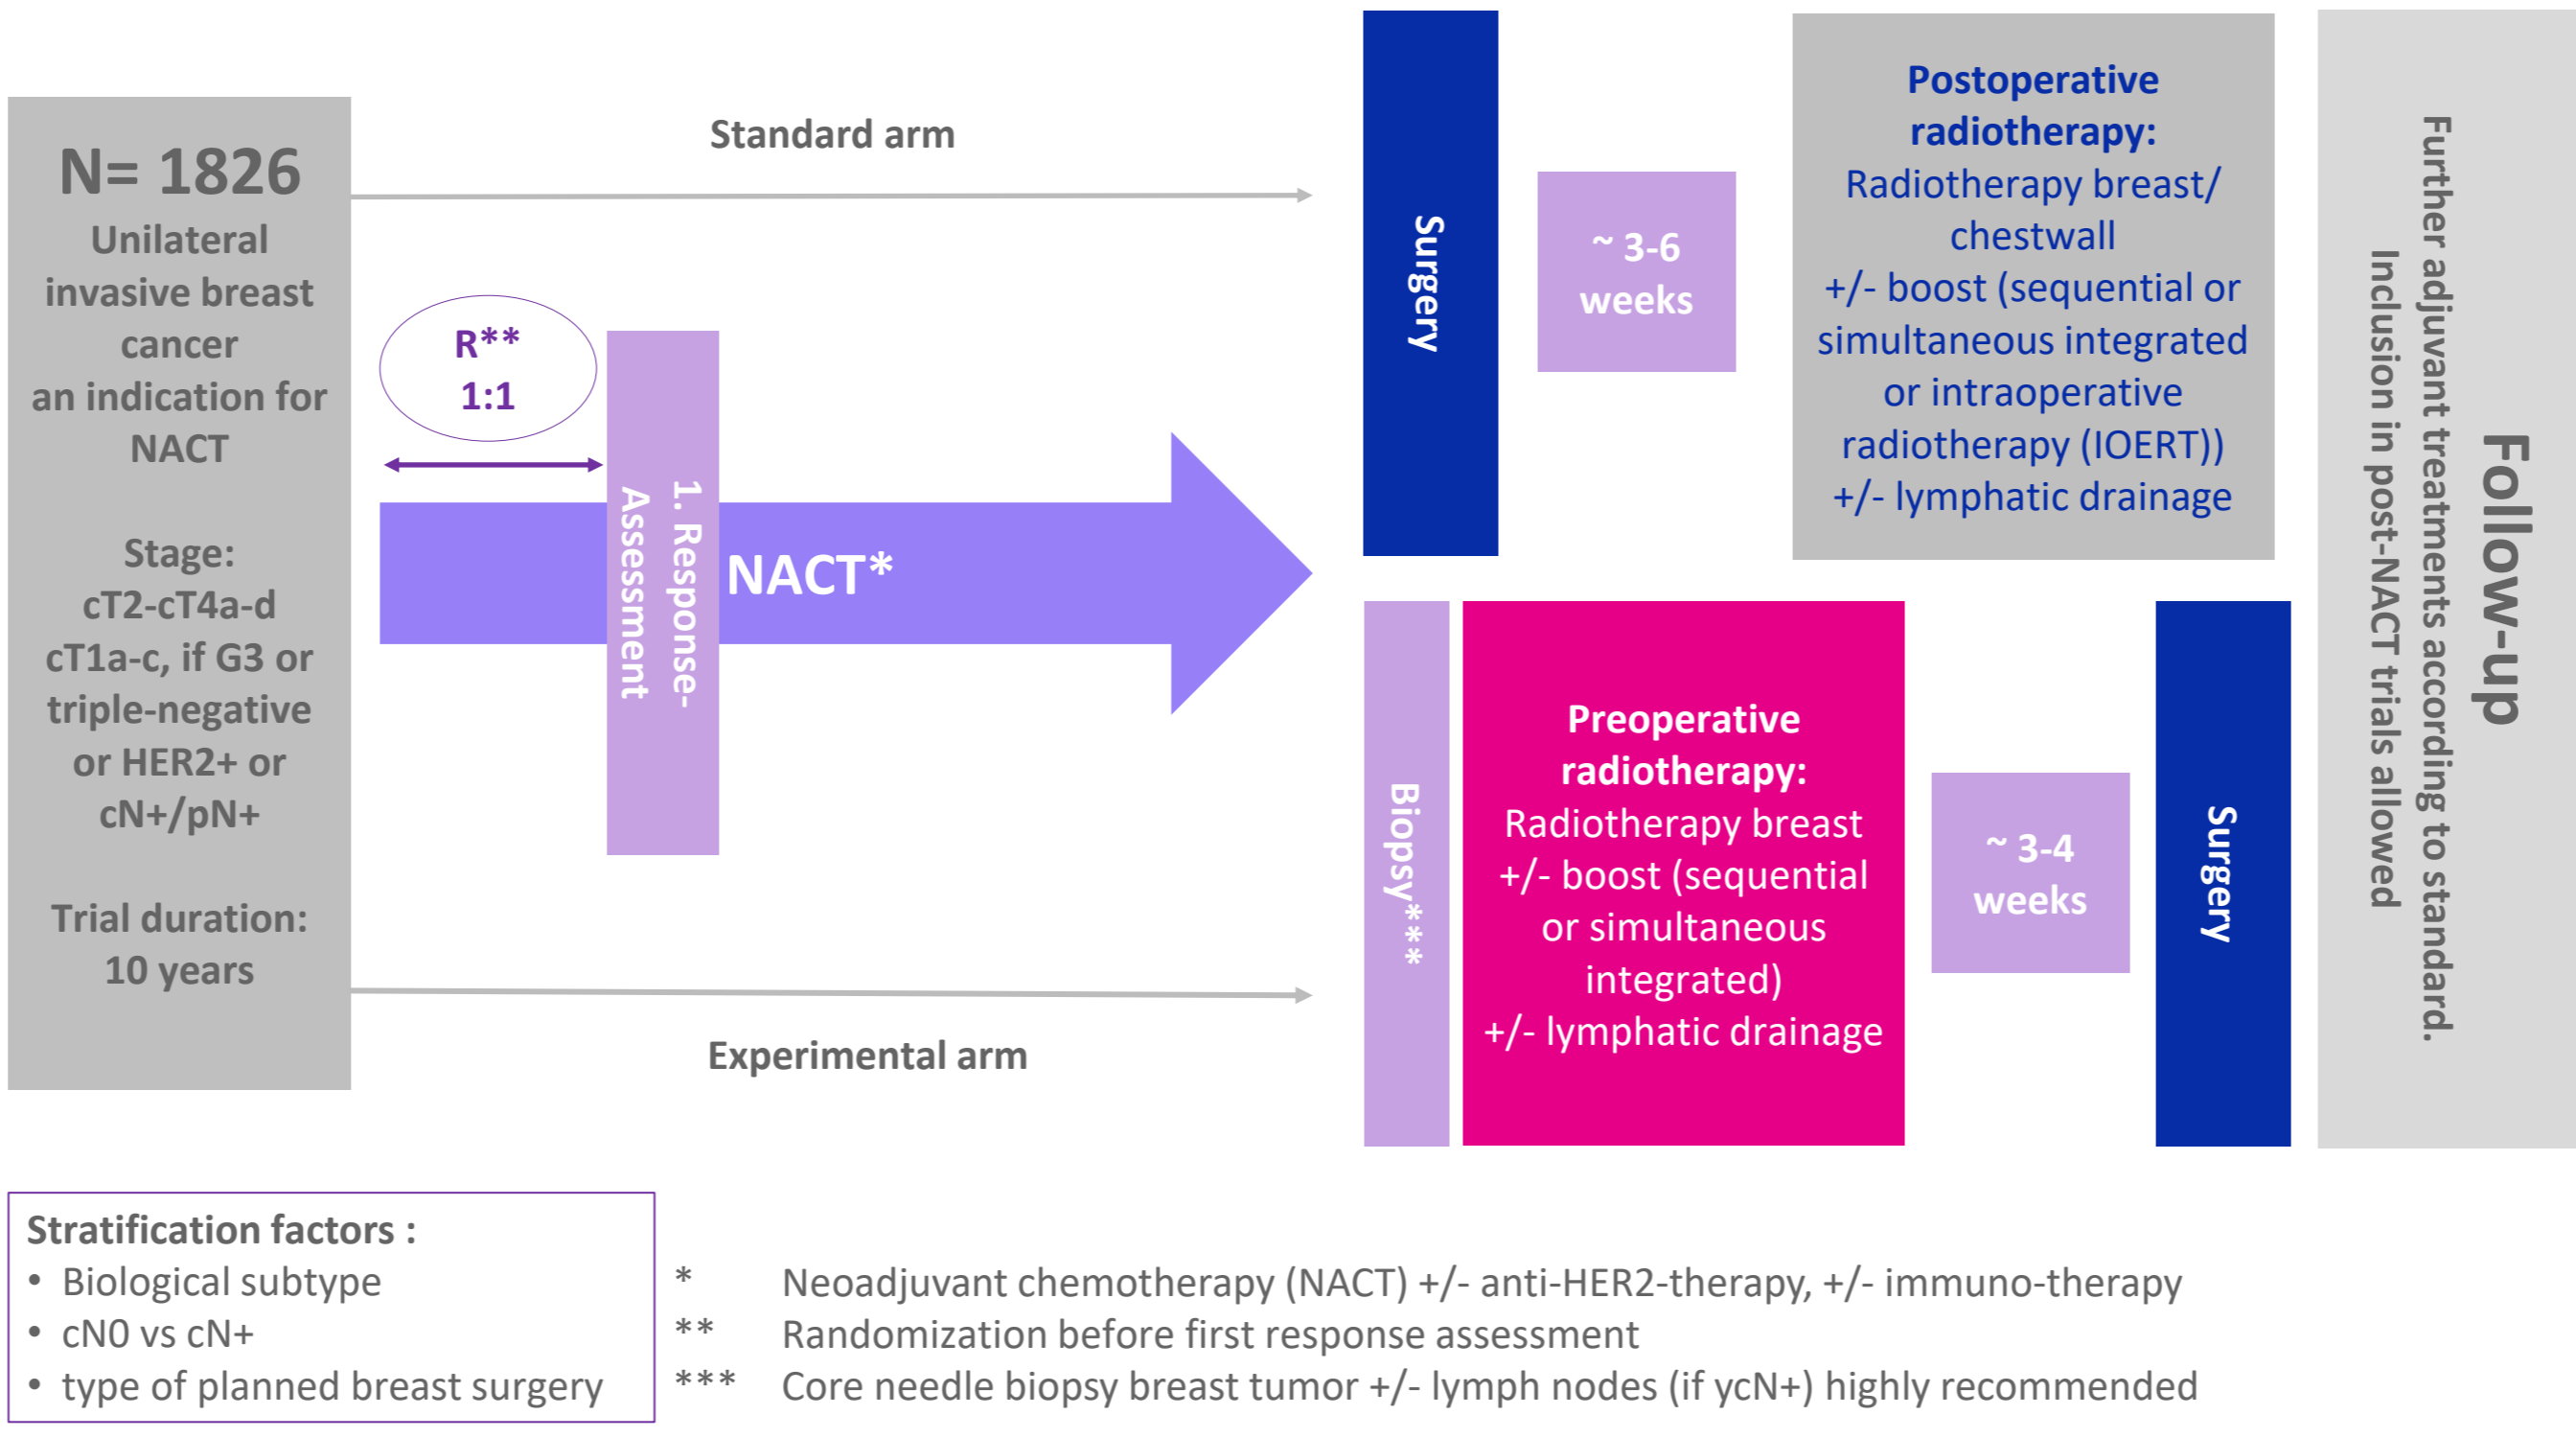 N= 1826
Unilateral
invasive breast
cancer
an indication for
NACT
Stage:
cT2-cT4a-d
cT1a-c, if G3 or
triple-negative
or HER2+ or
cN+/pN+
Trial duration:
10 years
Standard arm
R**
1:1
1. Response-
Assessment
NACT*
Experimental arm
Surgery
~ 3-6
weeks
Postoperative
radiotherapy:
Radiotherapy breast/
chestwall
+/- boost (sequential or
simultaneous integrated
or intraoperative
radiotherapy (IOERT))
+/- lymphatic drainage
Biopsy***
Preoperative
radiotherapy:
Radiotherapy breast
+/- boost (sequential
or simultaneous
integrated)
+/- lymphatic drainage
~ 3-4
weeks
Surgery
Follow-up
Further adjuvant treatments according to standard.
Inclusion in post-NACT trials allowed
Stratification factors :
• Biological subtype
• cN0 vs cN+
• type of planned breast surgery
* Neoadjuvant chemotherapy (NACT) +/- anti-HER2-therapy, +/- immuno-therapy
** Randomization before first response assessment
*** Core needle biopsy breast tumor +/- lymph nodes (if ycN+) highly recommended